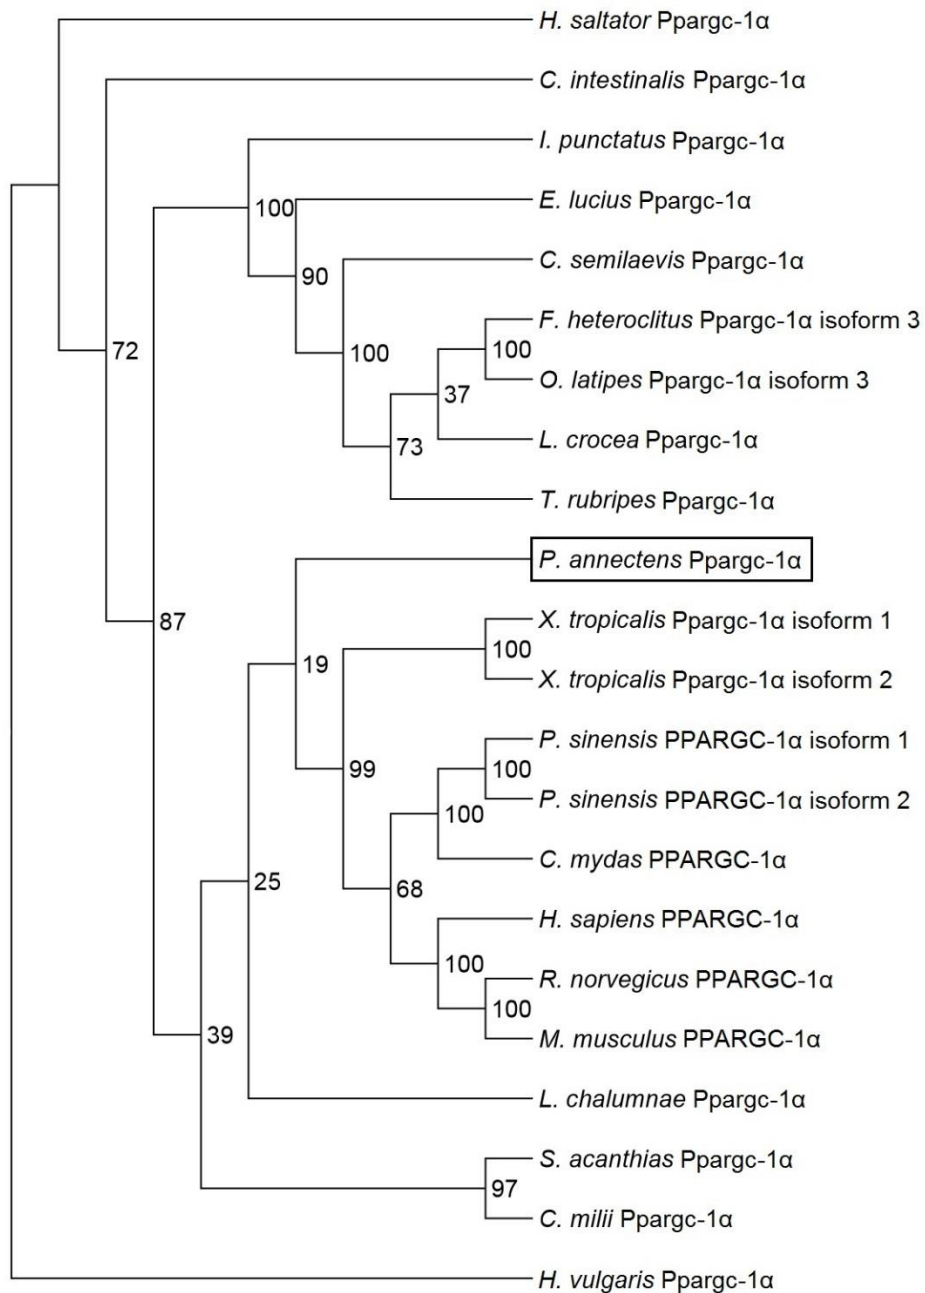 H. saltator Ppargc-1α
C. intestinalis Ppargc-1α
I. punctatus Ppargc-1α
E. lucius Ppargc-1α
100
C. semilaevis Ppargc-1α
90
F. heteroclitus Ppargc-1α isoform 3
72
100
100
O. latipes Ppargc-1α isoform 3
37
L. crocea Ppargc-1α
73
T. rubripes Ppargc-1α
P. annectens Ppargc-1α
87
X. tropicalis Ppargc-1α isoform 1
19
100
X. tropicalis Ppargc-1α isoform 2
P. sinensis PPARGC-1α isoform 1
99
100
P. sinensis PPARGC-1α isoform 2
100
C. mydas PPARGC-1α
25
68
H. sapiens PPARGC-1α
100
R. norvegicus PPARGC-1α
100
39
M. musculus PPARGC-1α
L. chalumnae Ppargc-1α
S. acanthias Ppargc-1α
97
C. milii Ppargc-1α
H. vulgaris Ppargc-1α